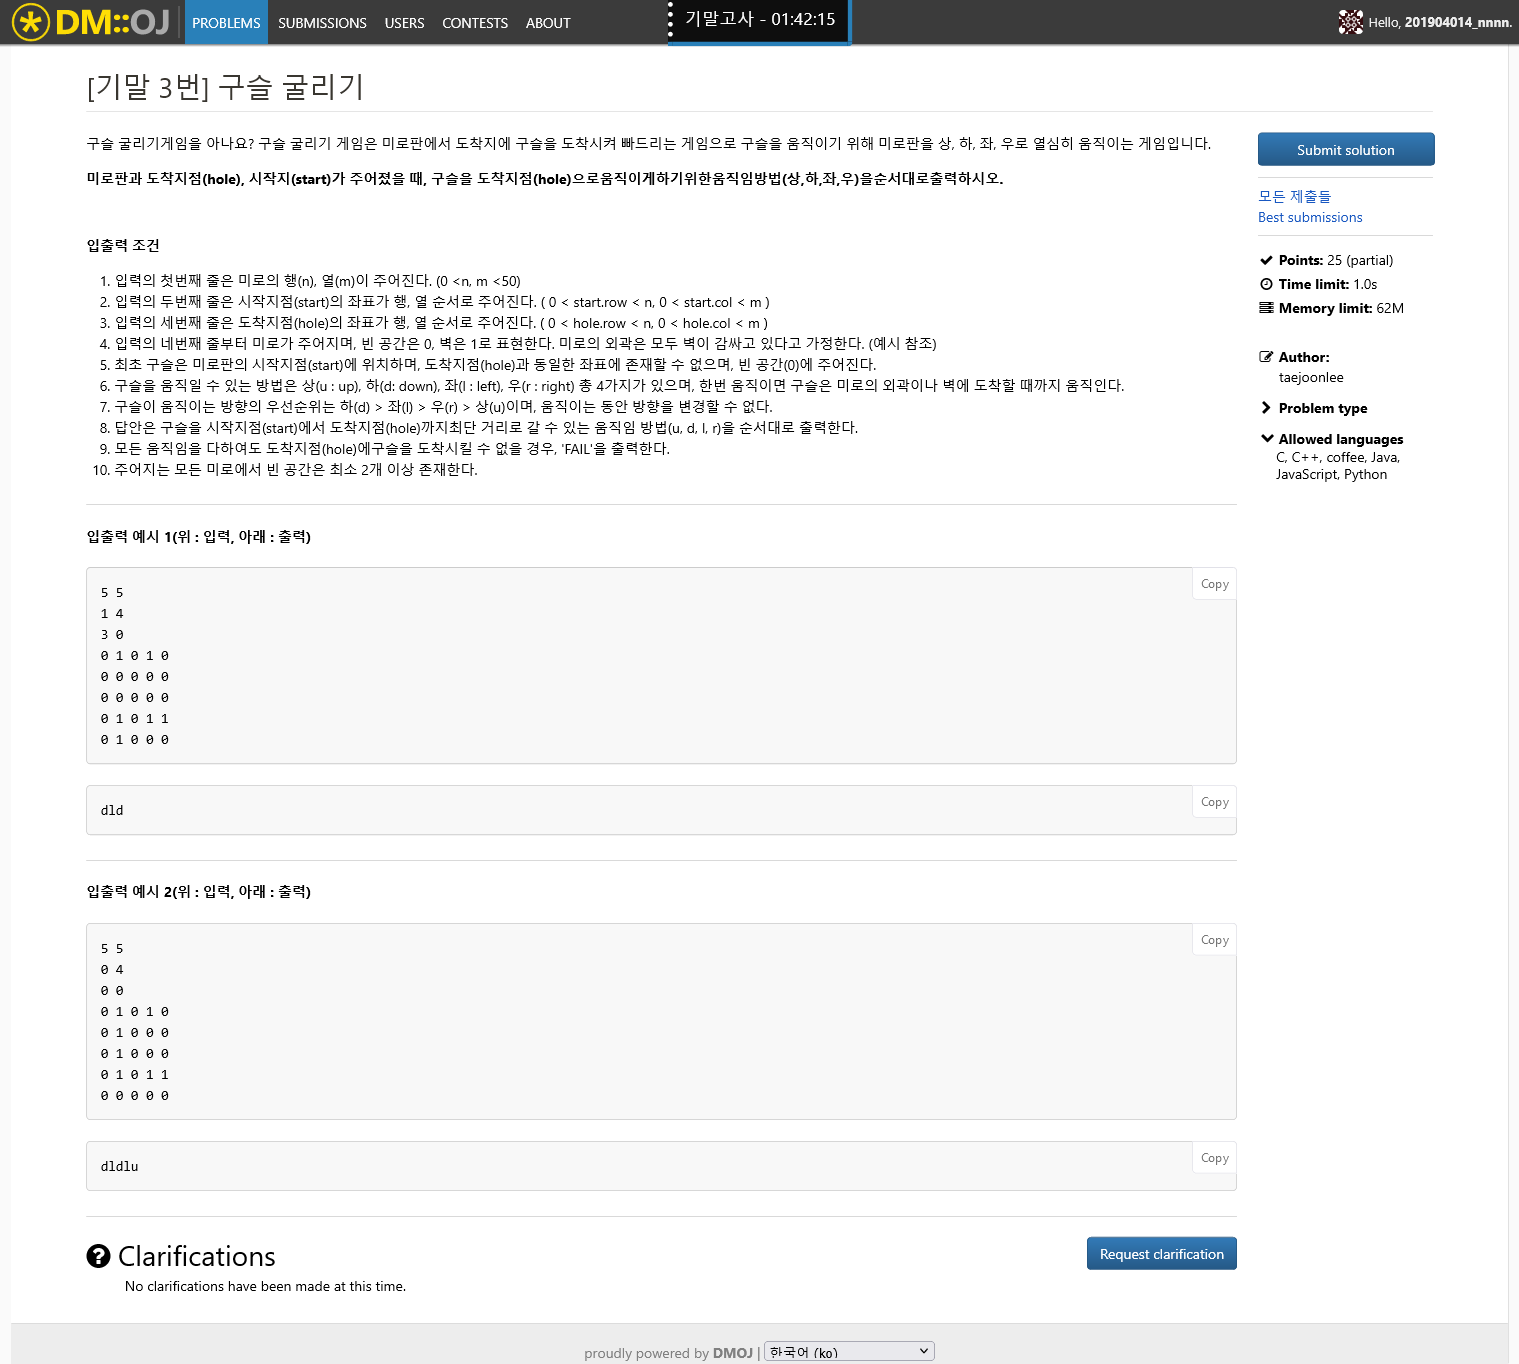 DM::OJ
PROBLEMS SUBMISSIONS USERS CONTESTS ABOUT
기말고사 - 01:42:15
Hello, 201904014_nnnn.
[기말 3번] 구슬 굴리기
구슬 굴리기게임을 아나요? 구슬 굴리기 게임은 미로판에서 도착지에 구슬을 도착시켜 빠드리는 게임으로 구슬을 움직이기 위해 미로판을 상, 하, 좌, 우로 열심히 움직이는 게임입니다.
미로판과 도착지점(hole), 시작지(start)가 주어졌을 때, 구슬을 도착지점(hole)으로움직이게하기위한움직임방법(상,하,좌,우)을순서대로출력하시오.
입출력 조건
1. 입력의 첫번째 줄은 미로의 행(n), 열(m)이 주어진다. (0 <n, m <50)
2. 입력의 두번째 줄은 시작지점(start)의 좌표가 행, 열 순서로 주어진다. ( 0 < start.row < n, 0 < start.col < m )
3. 입력의 세번째 줄은 도착지점(hole)의 좌표가 행, 열 순서로 주어진다. ( 0 < hole.row < n, 0 < hole.col < m )
4. 입력의 네번째 줄부터 미로가 주어지며, 빈 공간은 0, 벽은 1로 표현한다. 미로의 외곽은 모두 벽이 감싸고 있다고 가정한다. (예시 참조)
5. 최초 구슬은 미로판의 시작지점(start)에 위치하며, 도착지점(hole)과 동일한 좌표에 존재할 수 없으며, 빈 공간(0)에 주어진다.
6. 구슬을 움직일 수 있는 방법은 상(u : up), 하(d: down), 좌(l : left), 우(r : right) 총 4가지가 있으며, 한번 움직이면 구슬은 미로의 외곽이나 벽에 도착할 때까지 움직인다.
7. 구슬이 움직이는 방향의 우선순위는 하(d) > 좌(l) > 우(r) > 상(u)이며, 움직이는 동안 방향을 변경할 수 없다.
8. 답안은 구슬을 시작지점(start)에서 도착지점(hole)까지최단 거리로 갈 수 있는 움직임 방법(u, d, l, r)을 순서대로 출력한다.
9. 모든 움직임을 다하여도 도착지점(hole)에구슬을 도착시킬 수 없을 경우, 'FAIL'을 출력한다.
10. 주어지는 모든 미로에서 빈 공간은 최소 2개 이상 존재한다.
입출력 예시 1(위 : 입력, 아래 : 출력)
Copy
5 5
1 4
3 0
0 1 0 1 0
0 0 0 0 0
0 0 0 0 0
0 1 0 1 1
0 1 0 0 0
Copy
dld
입출력 예시 2(위 : 입력, 아래 : 출력)
Copy
5 5
0 4
0 0
0 1 0 1 0
0 1 0 0 0
0 1 0 0 0
0 1 0 1 1
0 0 0 0 0
Copy
dldlu
Clarifications
Request clarification
No clarifications have been made at this time.
Submit solution
모든 제출들
Best submissions
Points: 25 (partial)
Time limit: 1.0s
Memory limit: 62M
Author:
taejoonlee
Problem type
Allowed languages
C, C++, coffee, Java,
JavaScript, Python
proudly powered by DMOJ | 한국어 (ko)